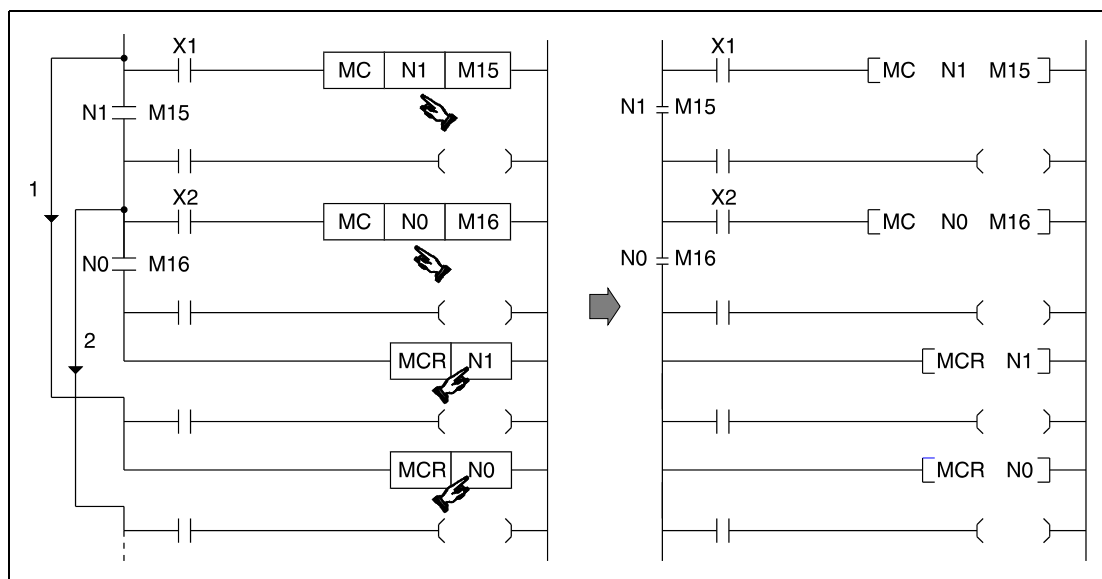 X1
MC N1 M15
N1 M15
1
X2
MC N0 M16
N0 M16
2
MCR N1
MCR N0
X1
MC N1 M15
N1 M15
X2
MC N0 M16
N0 M16
MCR N1
MCR N0